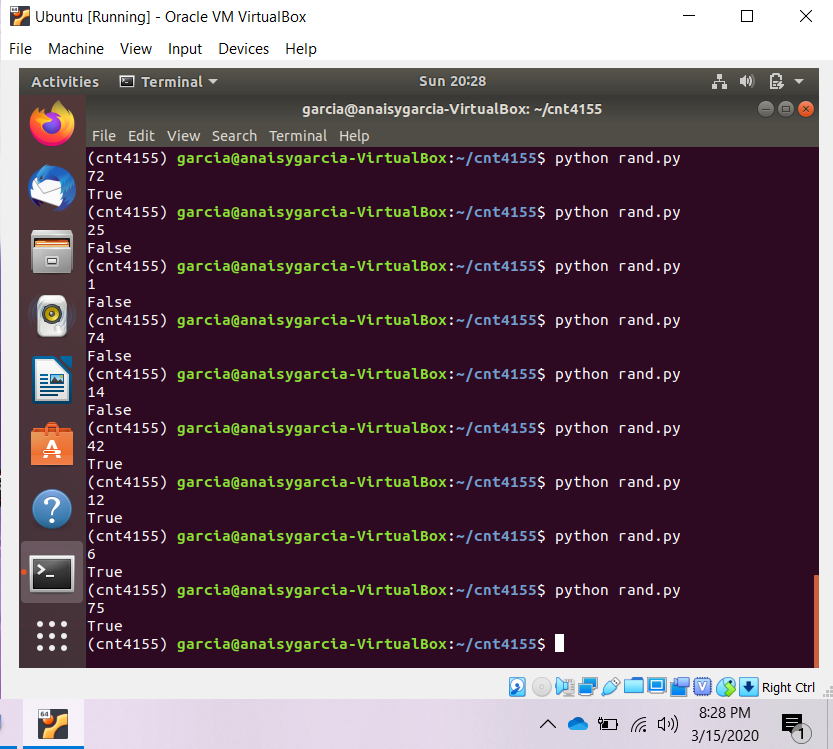 Ubuntu [Running] - Oracle VM VirtualBox
File Machine View Input Devices Help
Activities Terminal Sun 20:28
garcia@anaisygarcia-VirtualBox: ~/cnt4155
File Edit View Search Terminal Help
(cnt4155) garcia@anaisygarcia-VirtualBox:~/cnt4155$ python rand.py
72
True
(cnt4155) garcia@anaisygarcia-VirtualBox:~/cnt4155$ python rand.py
25
False
(cnt4155) garcia@anaisygarcia-VirtualBox:~/cnt4155$ python rand.py
1
False
(cnt4155) garcia@anaisygarcia-VirtualBox:~/cnt4155$ python rand.py
74
False
(cnt4155) garcia@anaisygarcia-VirtualBox:~/cnt4155$ python rand.py
14
False
(cnt4155) garcia@anaisygarcia-VirtualBox:~/cnt4155$ python rand.py
42
True
(cnt4155) garcia@anaisygarcia-VirtualBox:~/cnt4155$ python rand.py
12
True
(cnt4155) garcia@anaisygarcia-VirtualBox:~/cnt4155$ python rand.py
6
True
(cnt4155) garcia@anaisygarcia-VirtualBox:~/cnt4155$ python rand.py
75
True
(cnt4155) garcia@anaisygarcia-VirtualBox:~/cnt4155$
Right Ctrl
64
8:28 PM
3/15/2020
1